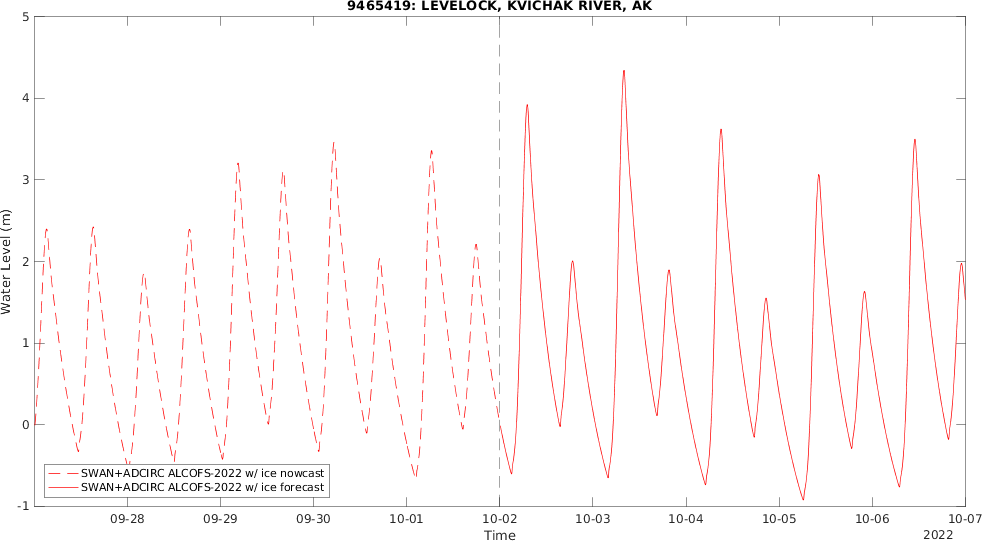 9465419: LEVELOCK, KVICHAK RIVER, AK
5
4
3
2
1
0
-1
Water Level (m)
SWAN+ADCIRC ALCOFS-2022 w/ ice nowcast
SWAN+ADCIRC ALCOFS-2022 w/ ice forecast
09-28 09-29 09-30 10-01 10-02 10-03 10-04 10-05 10-06 10-07
Time
2022